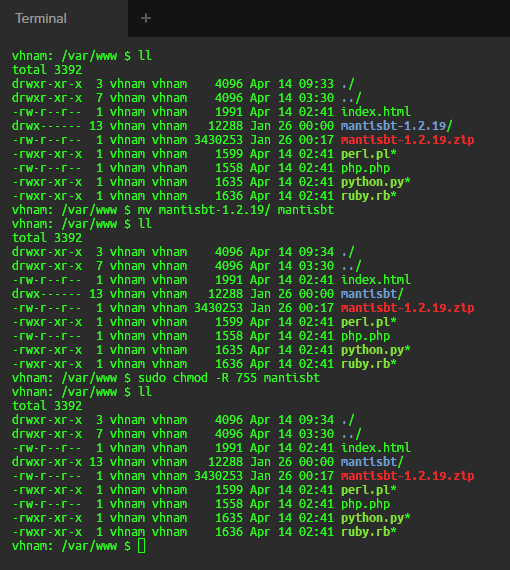 Terminal +
vhnam: /var/www $ ll
total 3392
drwxr-xr-x  3 vhnam vhnam    4096 Apr 14 09:33 ./
drwxr-xr-x  7 vhnam vhnam    4096 Apr 14 03:30 ../
-rw-r--r--  1 vhnam vhnam    1991 Apr 14 02:41 index.html
drwx------ 13 vhnam vhnam   12288 Jan 26 00:00 mantisbt-1.2.19/
-rw-r--r--  1 vhnam vhnam 3430253 Jan 26 00:17 mantisbt-1.2.19.zip
-rwxr-xr-x  1 vhnam vhnam    1599 Apr 14 02:41 perl.pl*
-rw-r--r--  1 vhnam vhnam    1558 Apr 14 02:41 php.php
-rwxr-xr-x  1 vhnam vhnam    1635 Apr 14 02:41 python.py*
-rwxr-xr-x  1 vhnam vhnam    1636 Apr 14 02:41 ruby.rb*
vhnam: /var/www $ mv mantisbt-1.2.19/ mantisbt
vhnam: /var/www $ ll
total 3392
drwxr-xr-x  3 vhnam vhnam    4096 Apr 14 09:34 ./
drwxr-xr-x  7 vhnam vhnam    4096 Apr 14 03:30 ../
-rw-r--r--  1 vhnam vhnam    1991 Apr 14 02:41 index.html
drwx------ 13 vhnam vhnam   12288 Jan 26 00:00 mantisbt/
-rw-r--r--  1 vhnam vhnam 3430253 Jan 26 00:17 mantisbt-1.2.19.zip
-rwxr-xr-x  1 vhnam vhnam    1599 Apr 14 02:41 perl.pl*
-rw-r--r--  1 vhnam vhnam    1558 Apr 14 02:41 php.php
-rwxr-xr-x  1 vhnam vhnam    1635 Apr 14 02:41 python.py*
-rwxr-xr-x  1 vhnam vhnam    1636 Apr 14 02:41 ruby.rb*
vhnam: /var/www $ sudo chmod -R 755 mantisbt
vhnam: /var/www $ ll
total 3392
drwxr-xr-x  3 vhnam vhnam    4096 Apr 14 09:34 ./
drwxr-xr-x  7 vhnam vhnam    4096 Apr 14 03:30 ../
-rw-r--r--  1 vhnam vhnam    1991 Apr 14 02:41 index.html
drwxr-xr-x 13 vhnam vhnam   12288 Jan 26 00:00 mantisbt/
-rw-r--r--  1 vhnam vhnam 3430253 Jan 26 00:17 mantisbt-1.2.19.zip
-rwxr-xr-x  1 vhnam vhnam    1599 Apr 14 02:41 perl.pl*
-rw-r--r--  1 vhnam vhnam    1558 Apr 14 02:41 php.php
-rwxr-xr-x  1 vhnam vhnam    1635 Apr 14 02:41 python.py*
-rwxr-xr-x  1 vhnam vhnam    1636 Apr 14 02:41 ruby.rb*
vhnam: /var/www $